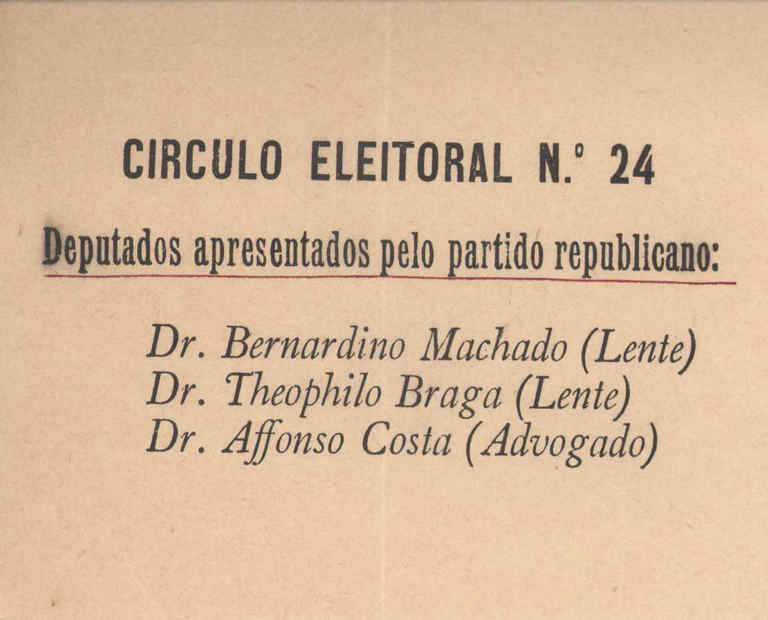 CIRCULO ELEITORAL N.º 24
Deputados apresentados pelo partido republicano:
Dr. Bernardino Machado (Lente)
Dr. Theophilo Braga (Lente)
Dr. Affonso Costa (Advogado)